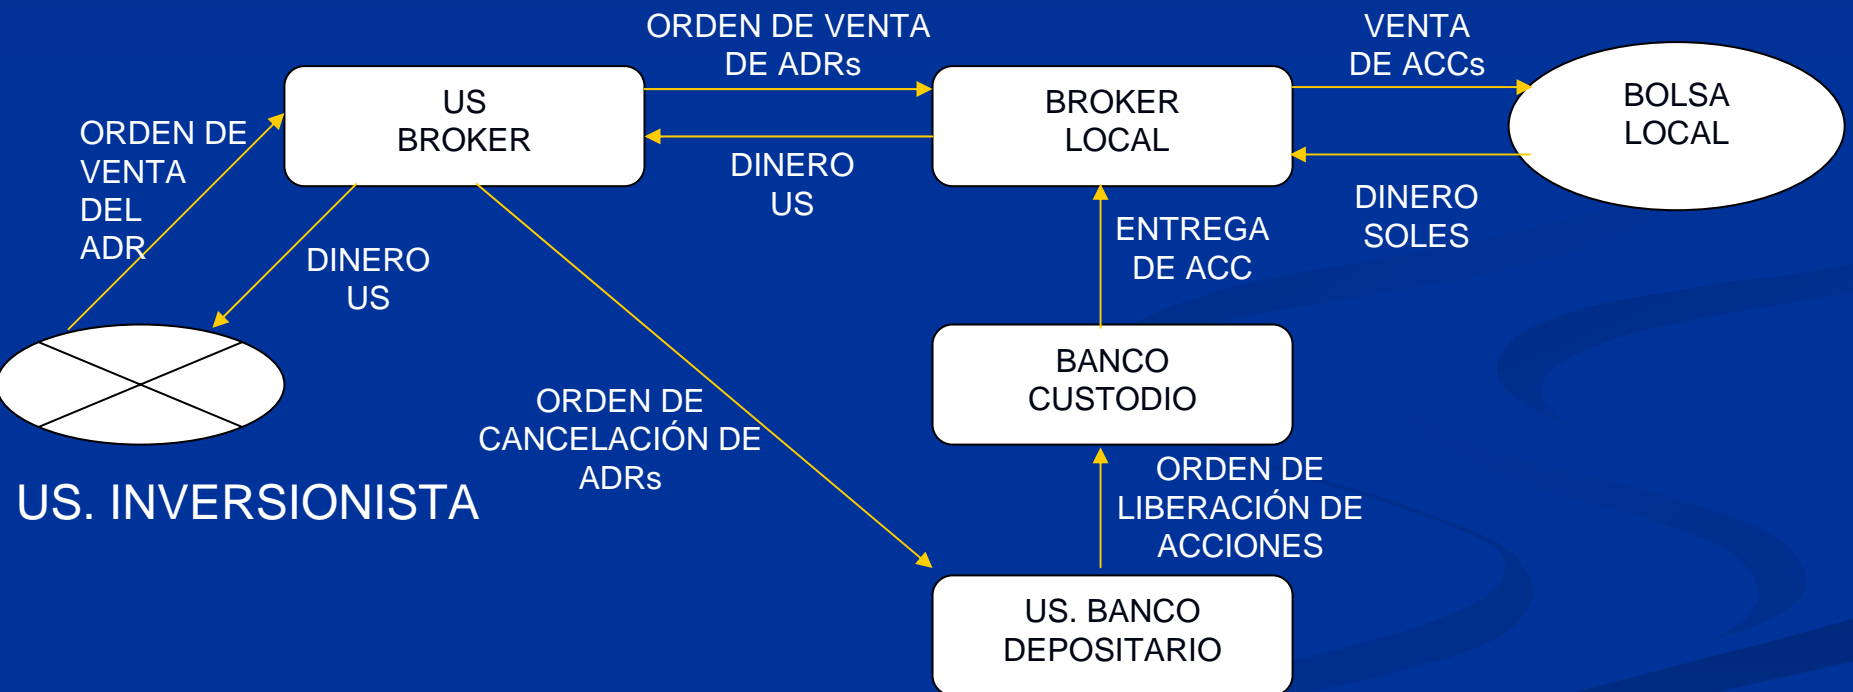 ORDEN DE VENTA
DE ADRs
VENTA
DE ACCs
US
BROKER
BROKER
LOCAL
BOLSA
LOCAL
ORDEN DE
VENTA
DEL
ADR
DINERO
US
DINERO
SOLES
ENTREGA
DE ACC
DINERO
US
BANCO
CUSTODIO
ORDEN DE
CANCELACIÓN DE
ADRs
US. INVERSIONISTA
ORDEN DE
LIBERACIÓN DE
ACCIONES
US. BANCO
DEPOSITARIO